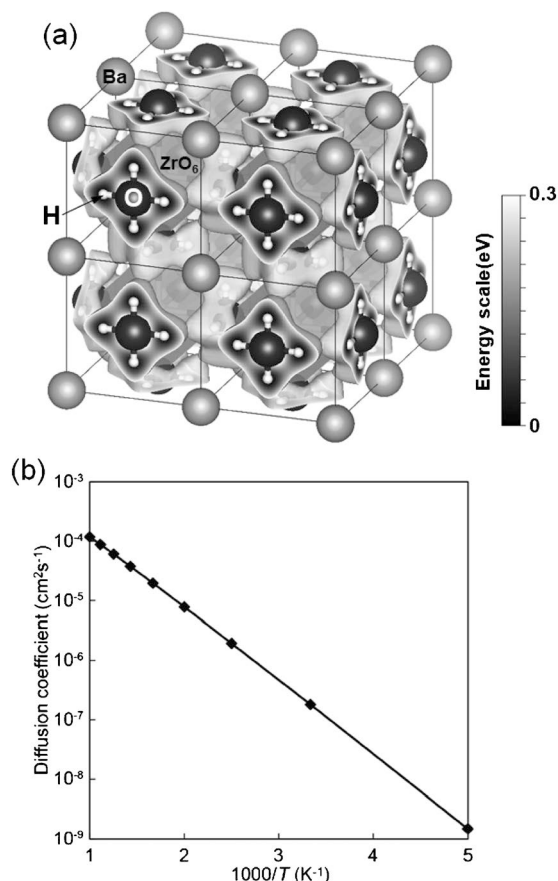 (a)
Ba
ZrO₆
O
H
0.3
Energy scale(eV)
0
(b)
10⁻³
10⁻⁴
10⁻⁵
10⁻⁶
10⁻⁷
10⁻⁸
10⁻⁹
Diffusion coefficient (cm²s⁻¹)
1 2 3 4 5
1000/T (K⁻¹)